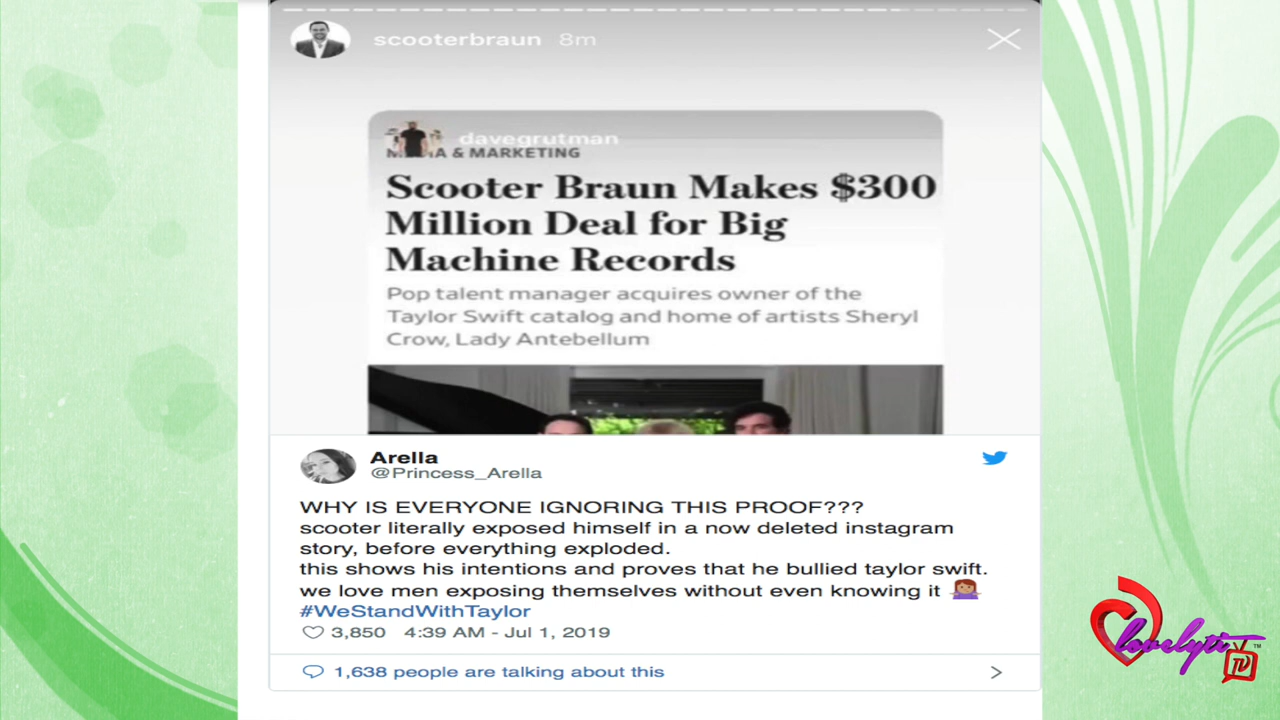 scooterbraun 8m
davegrutman
MEDIA & MARKETING
Scooter Braun Makes $300
Million Deal for Big
Machine Records
Pop talent manager acquires owner of the
Taylor Swift catalog and home of artists Sheryl
Crow, Lady Antebellum
Arella
@Princess_Arella
WHY IS EVERYONE IGNORING THIS PROOF???
scooter literally exposed himself in a now deleted instagram
story, before everything exploded.
this shows his intentions and proves that he bullied taylor swift.
we love men exposing themselves without even knowing it 🤷🏽‍♀️
#WeStandWithTaylor
3,850 4:39 AM - Jul 1, 2019
1,638 people are talking about this
lovelyti TV ™